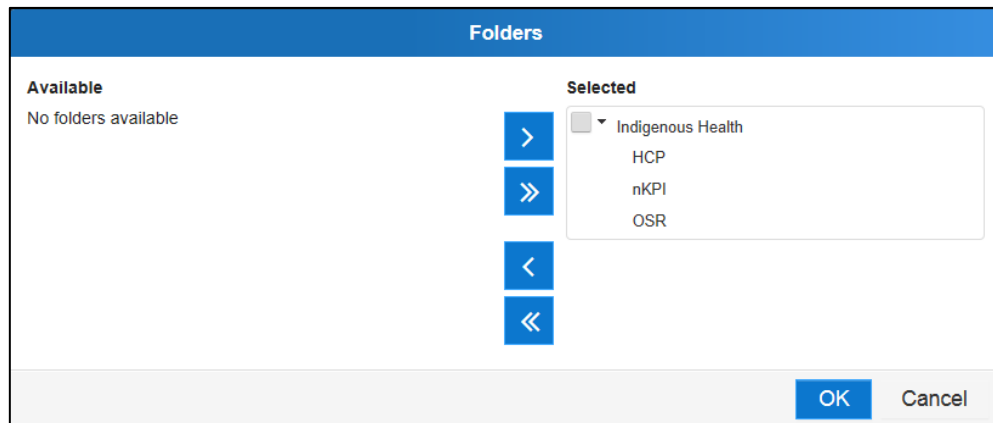 Folders
Available
No folders available
Selected
Indigenous Health
HCP
nKPI
OSR
OK
Cancel